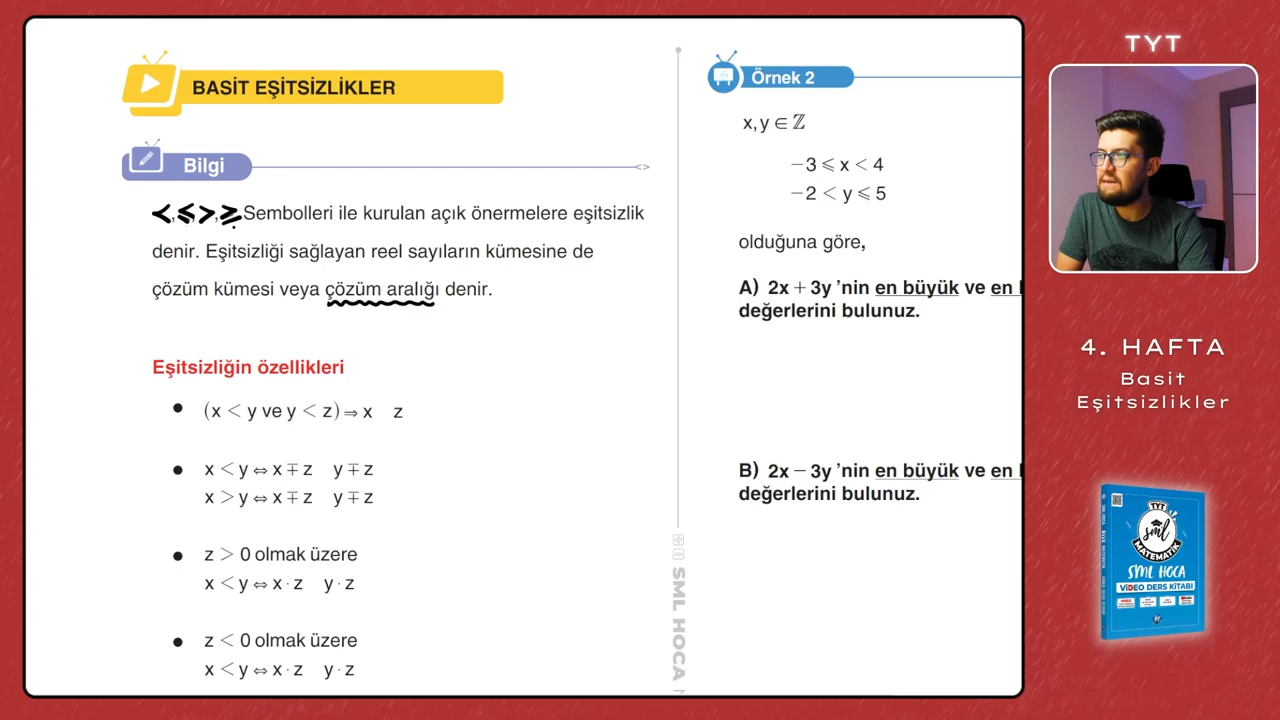 BASİT EŞİTSİZLİKLER
Bilgi
<, ≤, >, ≥ Sembolleri ile kurulan açık önermelere eşitsizlik
denir. Eşitsizliği sağlayan reel sayıların kümesine de
çözüm kümesi veya çözüm aralığı denir.
Eşitsizliğin özellikleri
● (x < y ve y < z) ⇒ x z
● x < y ⇔ x ∓ z y ∓ z
x > y ⇔ x ∓ z y ∓ z
● z > 0 olmak üzere
x < y ⇔ x · z y · z
● z < 0 olmak üzere
x < y ⇔ x · z y · z
SML HOCA
Örnek 2
x, y ∈ ℤ
−3 ⩽ x < 4
−2 < y ⩽ 5
olduğuna göre,
A) 2x + 3y 'nin en büyük ve en
değerlerini bulunuz.
B) 2x − 3y 'nin en büyük ve en
değerlerini bulunuz.
TYT
4. HAFTA
Basit
Eşitsizlikler
TYT
sml
MATEMATİK
SML HOCA
VİDEO DERS KİTABI